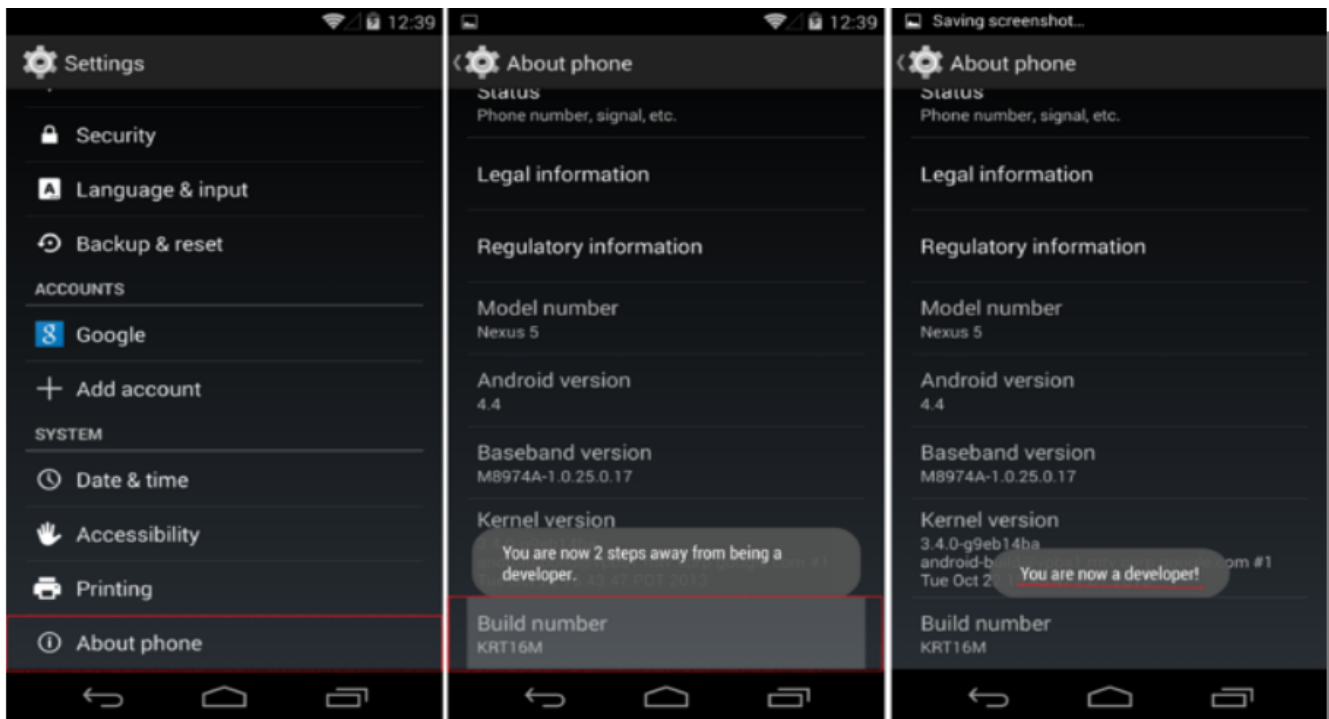 12:39
Settings
Security
Language & input
Backup & reset
ACCOUNTS
Google
Add account
SYSTEM
Date & time
Accessibility
Printing
About phone
12:39
About phone
Status
Phone number, signal, etc.
Legal information
Regulatory information
Model number
Nexus 5
Android version
4.4
Baseband version
M8974A-1.0.25.0.17
Kernel version
You are now 2 steps away from being a
developer.
Build number
KRT16M
Saving screenshot...
About phone
Status
Phone number, signal, etc.
Legal information
Regulatory information
Model number
Nexus 5
Android version
4.4
Baseband version
M8974A-1.0.25.0.17
Kernel version
3.4.0-g9eb14ba
com #1
Tue Oct
You are now a developer!
Build number
KRT16M